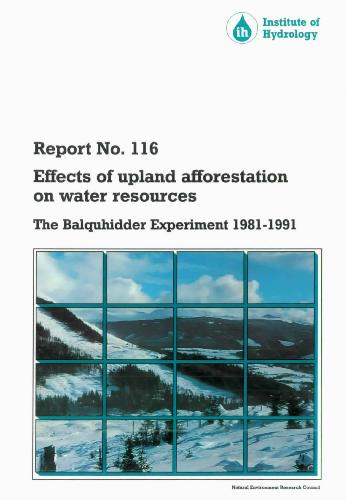 ih
Institute of
Hydrology
Report No. 116
Effects of upland afforestation
on water resources
The Balquhidder Experiment 1981-1991
Natural Environment Research Council